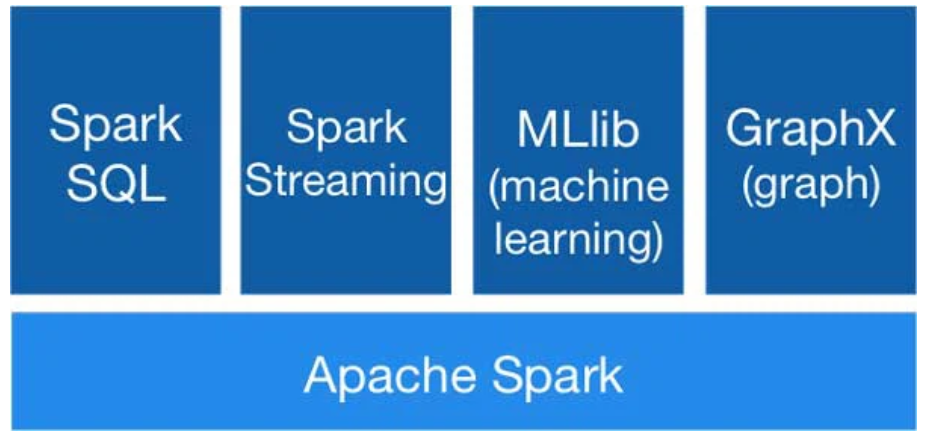 Spark
SQL
Spark
Streaming
MLlib
(machine
learning)
GraphX
(graph)
Apache Spark